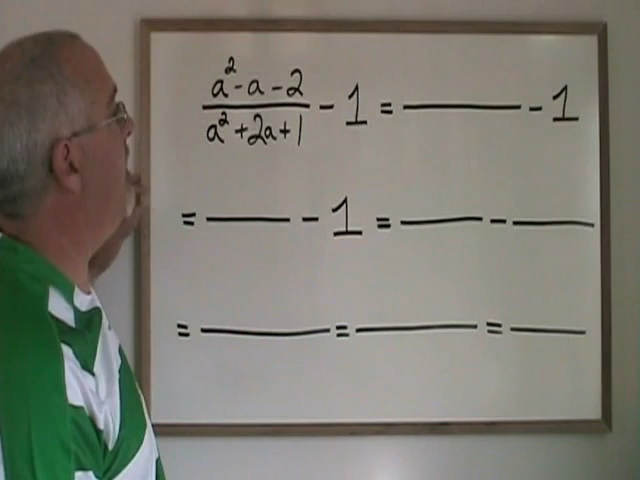 a² - a - 2 / a² + 2a + 1 - 1 = ______ - 1
= ______ - 1 = ______ - ______
= ______ = ______ = ______